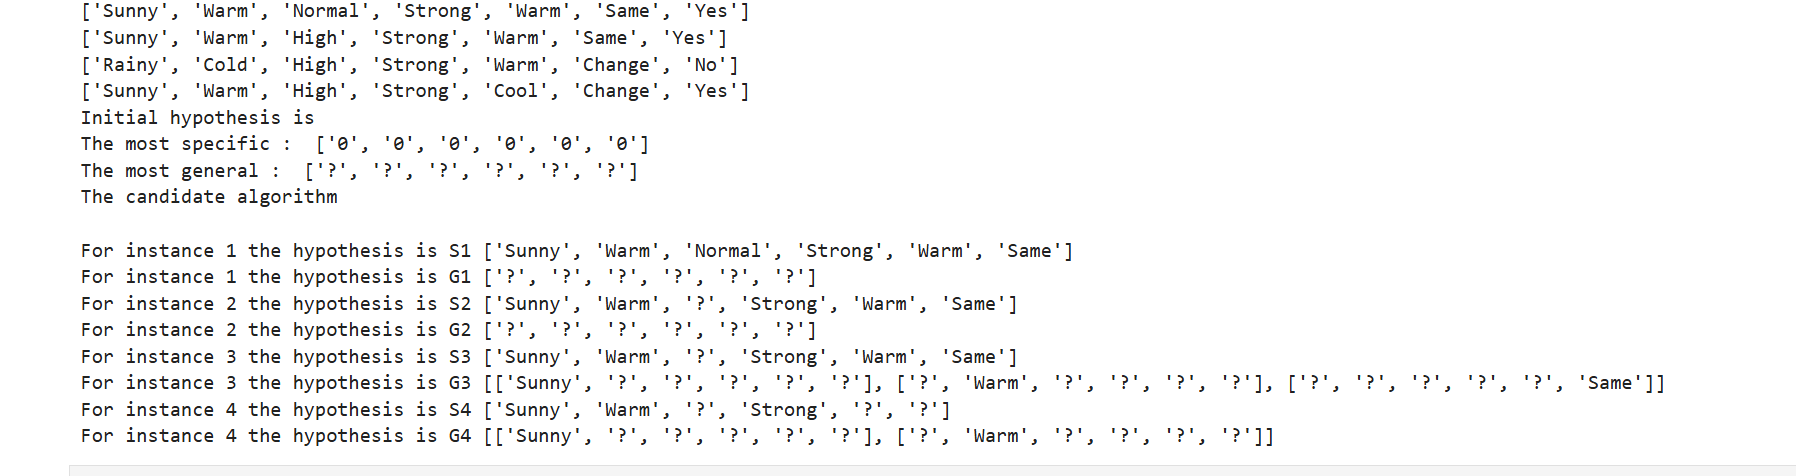 ['Sunny', 'Warm', 'Normal', 'Strong', 'Warm', 'Same', 'Yes']
['Sunny', 'Warm', 'High', 'Strong', 'Warm', 'Same', 'Yes']
['Rainy', 'Cold', 'High', 'Strong', 'Warm', 'Change', 'No']
['Sunny', 'Warm', 'High', 'Strong', 'Cool', 'Change', 'Yes']
Initial hypothesis is
The most specific :  ['0', '0', '0', '0', '0', '0']
The most general :  ['?', '?', '?', '?', '?', '?']
The candidate algorithm
For instance 1 the hypothesis is S1 ['Sunny', 'Warm', 'Normal', 'Strong', 'Warm', 'Same']
For instance 1 the hypothesis is G1 ['?', '?', '?', '?', '?', '?']
For instance 2 the hypothesis is S2 ['Sunny', 'Warm', '?', 'Strong', 'Warm', 'Same']
For instance 2 the hypothesis is G2 ['?', '?', '?', '?', '?', '?']
For instance 3 the hypothesis is S3 ['Sunny', 'Warm', '?', 'Strong', 'Warm', 'Same']
For instance 3 the hypothesis is G3 [['Sunny', '?', '?', '?', '?', '?'], ['?', 'Warm', '?', '?', '?', '?'], ['?', '?', '?', '?', '?', 'Same']]
For instance 4 the hypothesis is S4 ['Sunny', 'Warm', '?', 'Strong', '?', '?']
For instance 4 the hypothesis is G4 [['Sunny', '?', '?', '?', '?', '?'], ['?', 'Warm', '?', '?', '?', '?']]